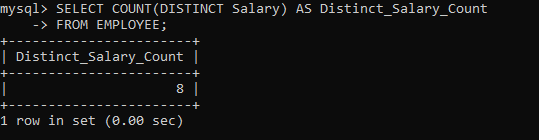 mysql> SELECT COUNT(DISTINCT Salary) AS Distinct_Salary_Count
    -> FROM EMPLOYEE;
+-----------------------+
| Distinct_Salary_Count |
+-----------------------+
|                     8 |
+-----------------------+
1 row in set (0.00 sec)